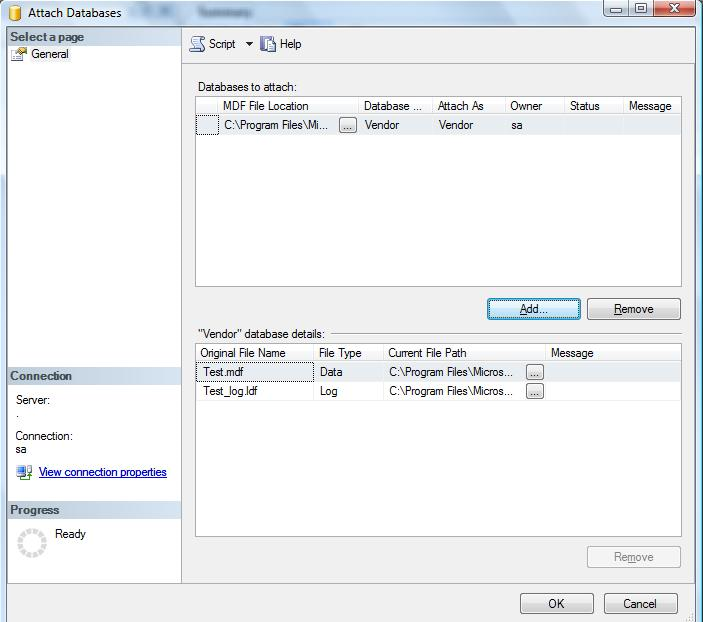 Attach Databases
Summary
Select a page
General
Script Help
Databases to attach:
MDF File Location Database ... Attach As Owner Status Message
C:\Program Files\Mi... ... Vendor Vendor sa
Add... Remove
"Vendor" database details:
Original File Name File Type Current File Path Message
Test.mdf Data C:\Program Files\Micros... ...
Test_log.ldf Log C:\Program Files\Micros... ...
Connection
Server:
.
Connection:
sa
View connection properties
Progress
Ready
Remove
OK Cancel